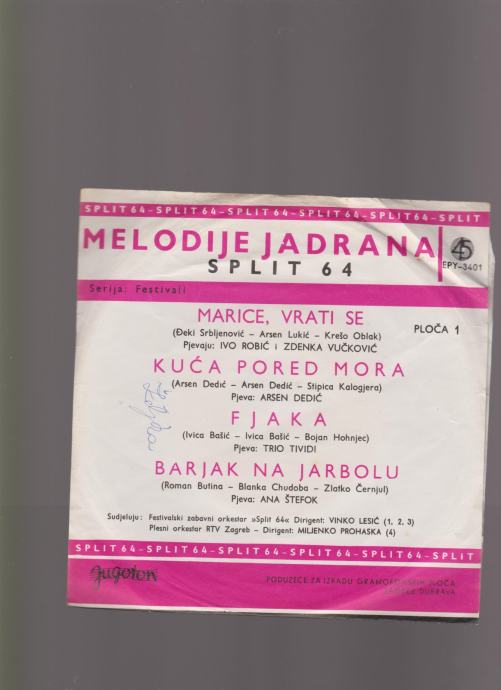 SPLIT 64-SPLIT 64-SPLIT 64-SPLIT 64-SPLIT 64-SPLIT
MELODIJE JADRANA
45
SPLIT 64
EPY-3401
Serija: Festivali
MARICE, VRATI SE
PLOČA 1
(Đeki Srbljenović – Arsen Lukić – Krešo Oblak)
Pjevaju: IVO ROBIĆ i ZDENKA VUČKOVIĆ
KUĆA PORED MORA
(Arsen Dedić – Arsen Dedić – Stipica Kalogjera)
Pjeva: ARSEN DEDIĆ
FJAKA
(Ivica Bašić – Ivica Bašić – Bojan Hohnjec)
Pjeva: TRIO TIVIDI
BARJAK NA JARBOLU
(Roman Butina – Blanka Chudoba – Zlatko Černjul)
Pjeva: ANA ŠTEFOK
Sudjeluju: Festivalski zabavni orkestar »Split 64« Dirigent: VINKO LESIĆ (1, 2, 3)
Plesni orkestar RTV Zagreb – Dirigent: MILJENKO PROHASKA (4)
SPLIT 64-SPLIT 64-SPLIT 64-SPLIT 64-SPLIT 64-SPLIT
Jugoton
PODUZEĆE ZA IZRADU GRAMOFONSKIH PLOČA
ZAGREB DUBRAVA